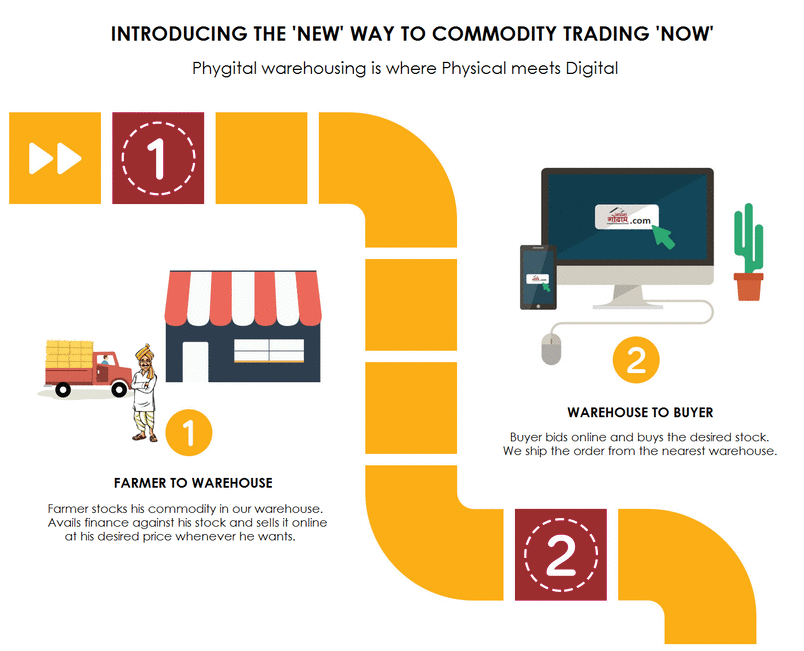 INTRODUCING THE 'NEW' WAY TO COMMODITY TRADING 'NOW'
Phygital warehousing is where Physical meets Digital
1
1
FARMER TO WAREHOUSE
Farmer stocks his commodity in our warehouse.
Avails finance against his stock and sells it online
at his desired price whenever he wants.
अपना
गोदाम.com
2
WAREHOUSE TO BUYER
Buyer bids online and buys the desired stock.
We ship the order from the nearest warehouse.
2